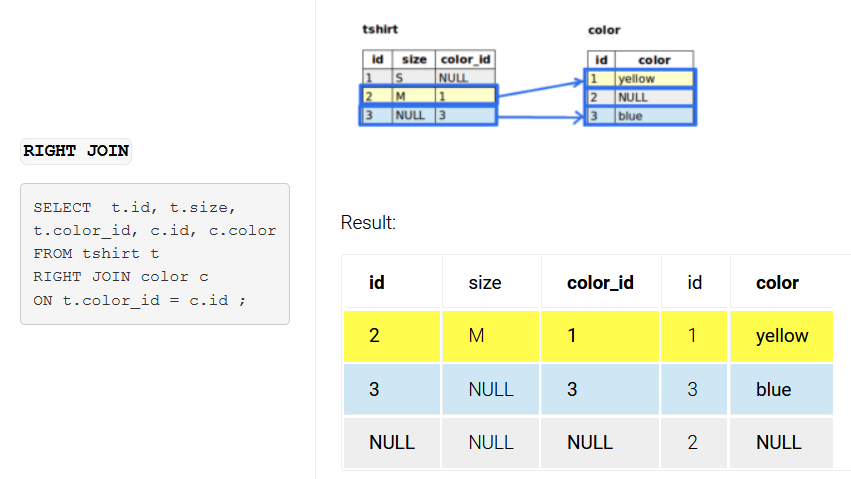 RIGHT JOIN
SELECT t.id, t.size,
t.color_id, c.id, c.color
FROM tshirt t
RIGHT JOIN color c
ON t.color_id = c.id ;
tshirt
id size color_id
1 S NULL
2 M 1
3 NULL 3
color
id color
1 yellow
2 NULL
3 blue
Result:
id size color_id id color
2 M 1 1 yellow
3 NULL 3 3 blue
NULL NULL NULL 2 NULL